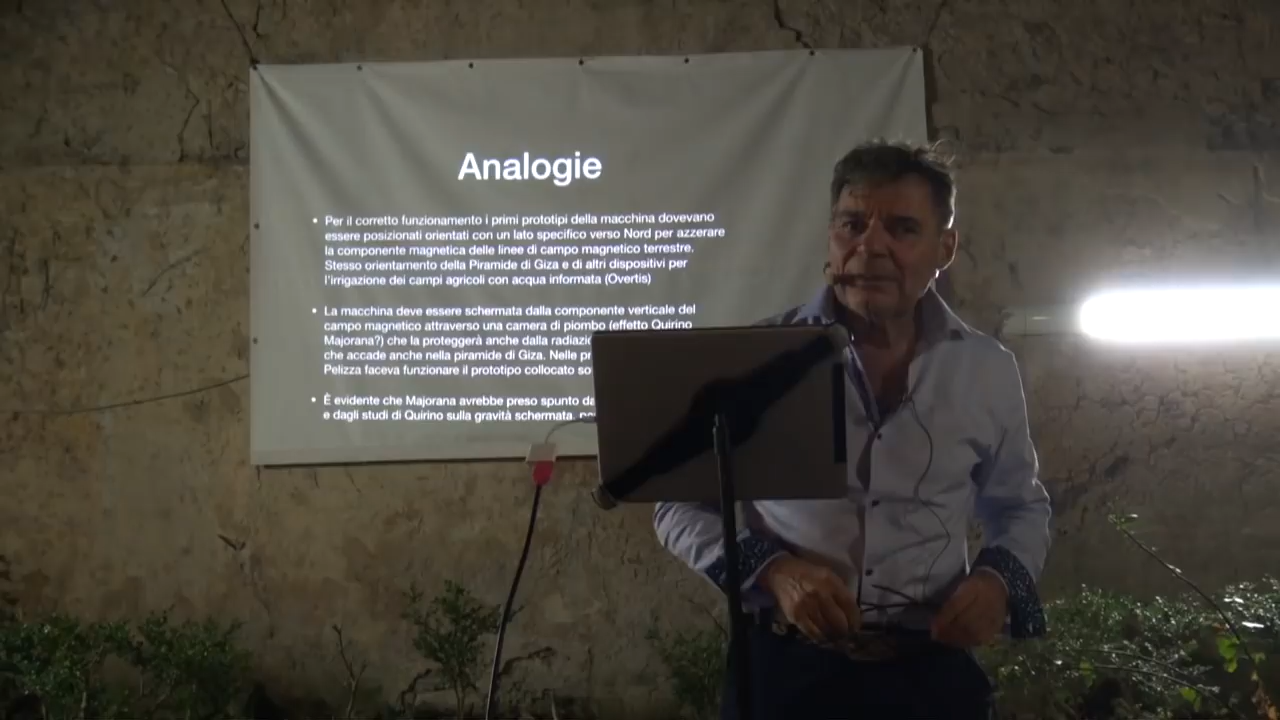 Analogie
• Per il corretto funzionamento i primi prototipi della macchina dovevano
essere posizionati orientati con un lato specifico verso Nord per azzerare
la componente magnetica delle linee di campo magnetico terrestre.
Stesso orientamento della Piramide di Giza e di altri dispositivi per
l'irrigazione dei campi agricoli con acqua informata (Overtis)
• La macchina deve essere schermata dalla componente verticale del
campo magnetico attraverso una camera di piombo (effetto Quirino
Majorana?) che la proteggerà anche dalla
che accade anche nella piramide di Giza. Nelle
Pelizza faceva funzionare il prototipo collocato
• È evidente che Majorana avrebbe preso spunto
e dagli studi di Quirino sulla gravità schermata,